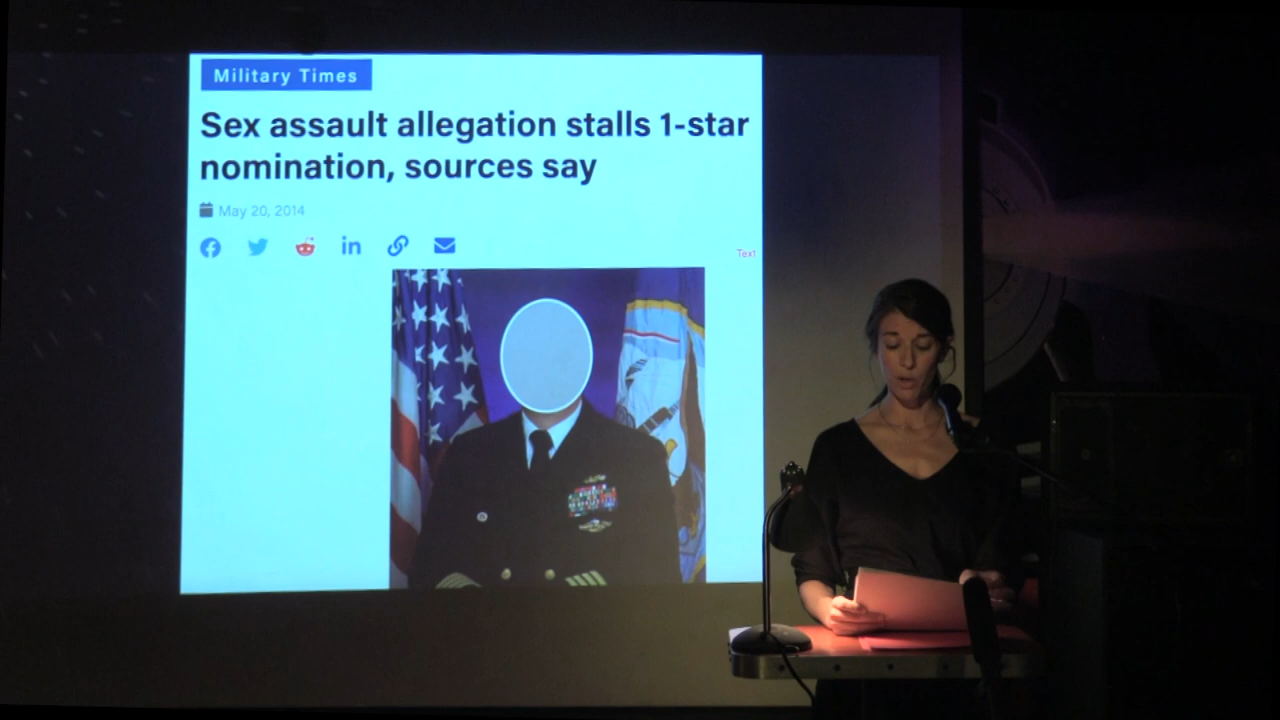 Military Times
Sex assault allegation stalls 1-star
nomination, sources say
May 20, 2014
Text